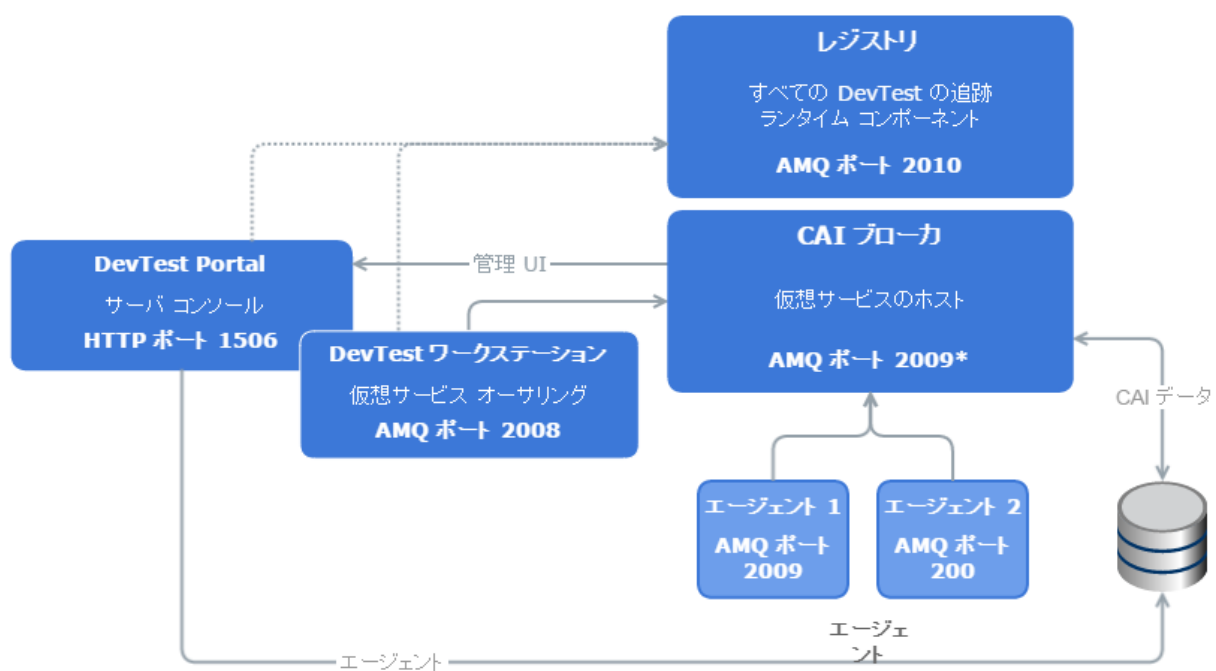 レジストリ
すべての DevTest の追跡
ランタイム コンポーネント
AMQ ポート 2010
CAI ブローカ
仮想サービスのホスト
AMQ ポート 2009*
管理 UI
DevTest Portal
サーバ コンソール
HTTP ポート 1506
DevTest ワークステーション
仮想サービス オーサリング
AMQ ポート 2008
CAI データ
エージェント 1
AMQ ポート
2009
エージェント 2
AMQ ポート
200
エージェ
ント
エージェント